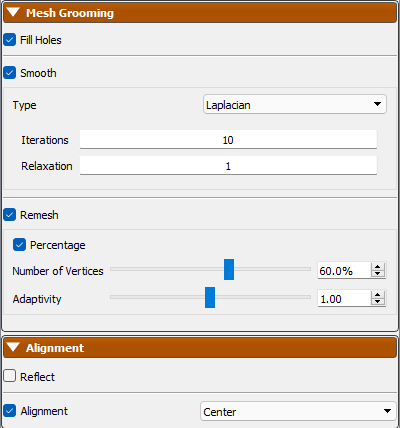 Mesh Grooming
Fill Holes
Smooth
Type Laplacian
Iterations 10
Relaxation 1
Remesh
Percentage
Number of Vertices 60.0%
Adaptivity 1.00
Alignment
Reflect
Alignment Center